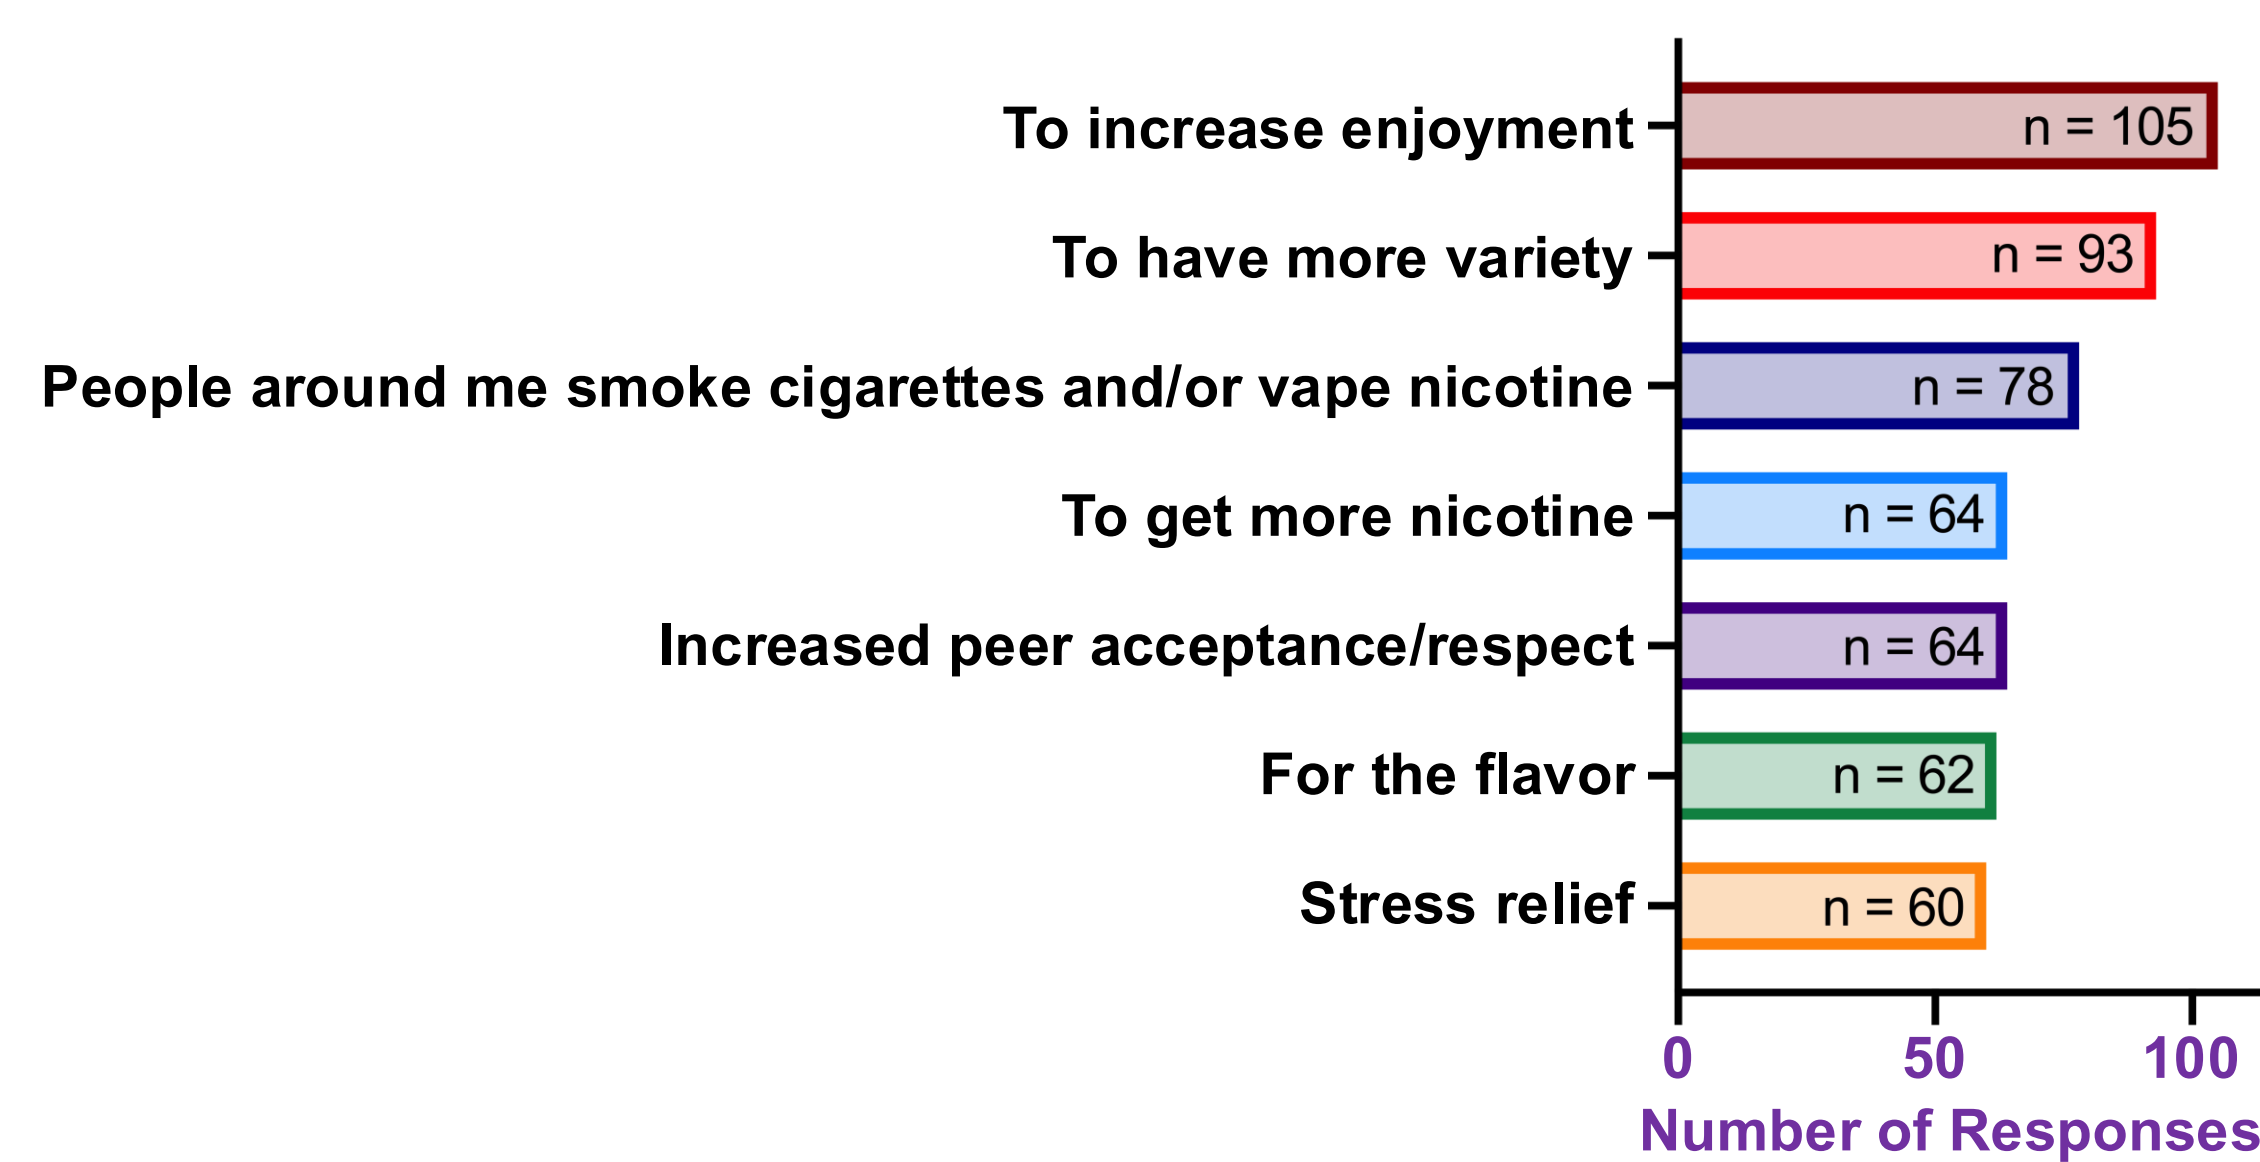 To increase enjoyment n = 105
To have more variety n = 93
People around me smoke cigarettes and/or vape nicotine n = 78
To get more nicotine n = 64
Increased peer acceptance/respect n = 64
For the flavor n = 62
Stress relief n = 60
0 50 100
Number of Responses